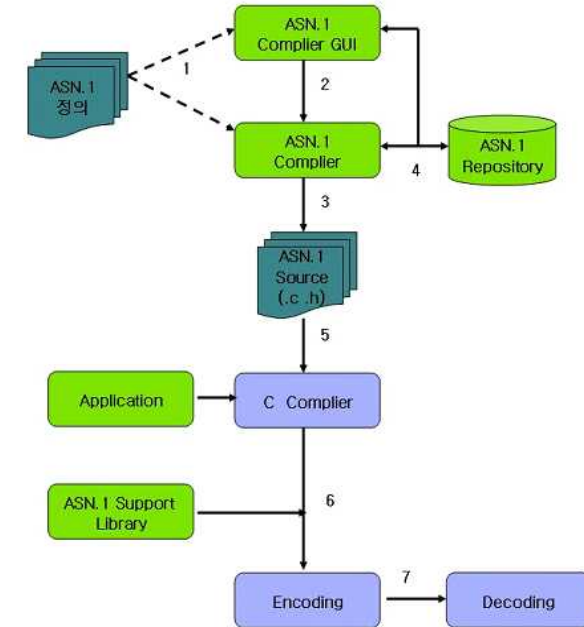 ASN.1
Complier GUI
1
ASN.1
정의
2
ASN.1
Complier
ASN.1
Repository
4
3
ASN.1
Source
(.c .h)
5
Application
C Complier
6
ASN.1 Support
Library
7
Encoding
Decoding